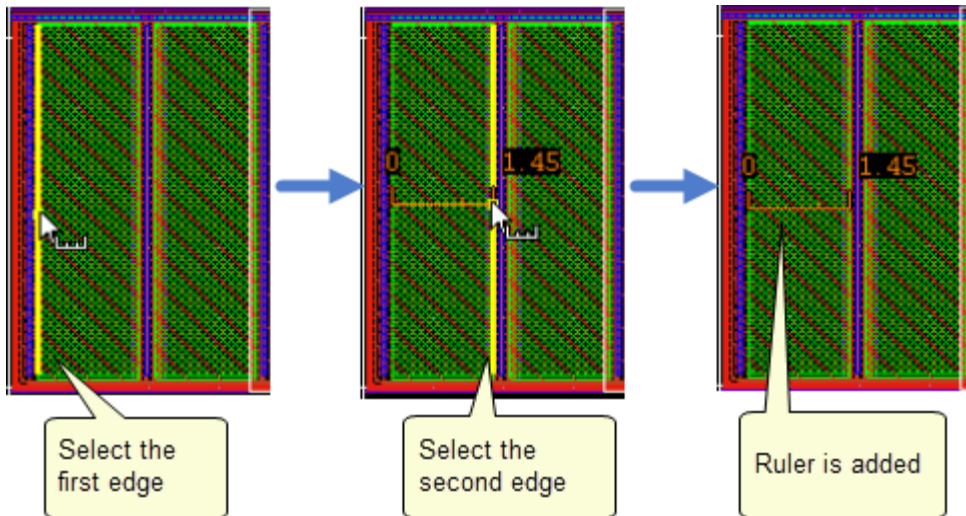 0
1.45
0
1.45
Select the
first edge
Select the
second edge
Ruler is added